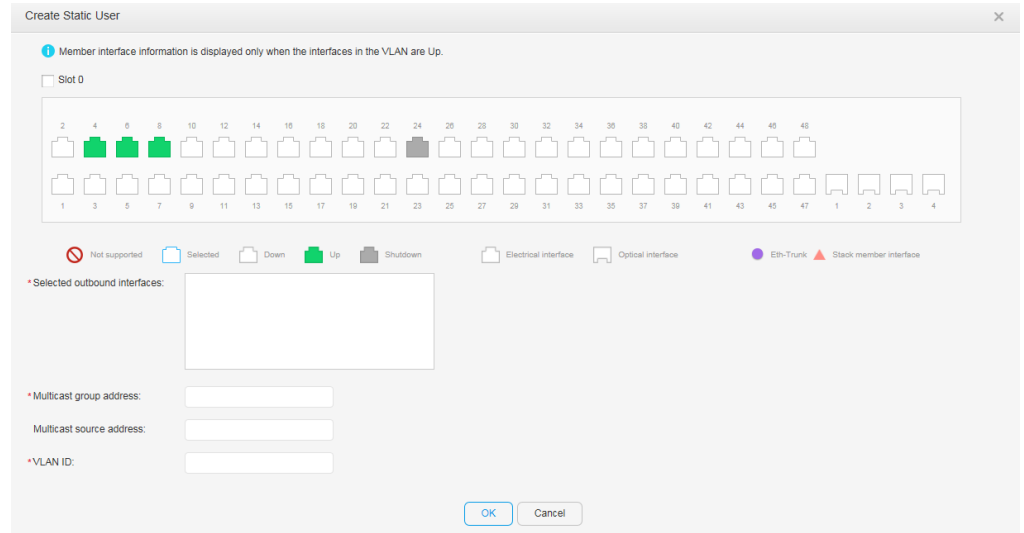 Create Static User
Member interface information is displayed only when the interfaces in the VLAN are Up.
Slot 0
2 4 6 8 10 12 14 16 18 20 22 24 26 28 30 32 34 36 38 40 42 44 46 48
1 3 5 7 9 11 13 15 17 19 21 23 25 27 29 31 33 35 37 39 41 43 45 47 1 2 3 4
Not supported Selected Down Up Shutdown Electrical interface Optical interface Eth-Trunk Stack member interface
*Selected outbound interfaces:
*Multicast group address:
Multicast source address:
*VLAN ID:
OK Cancel